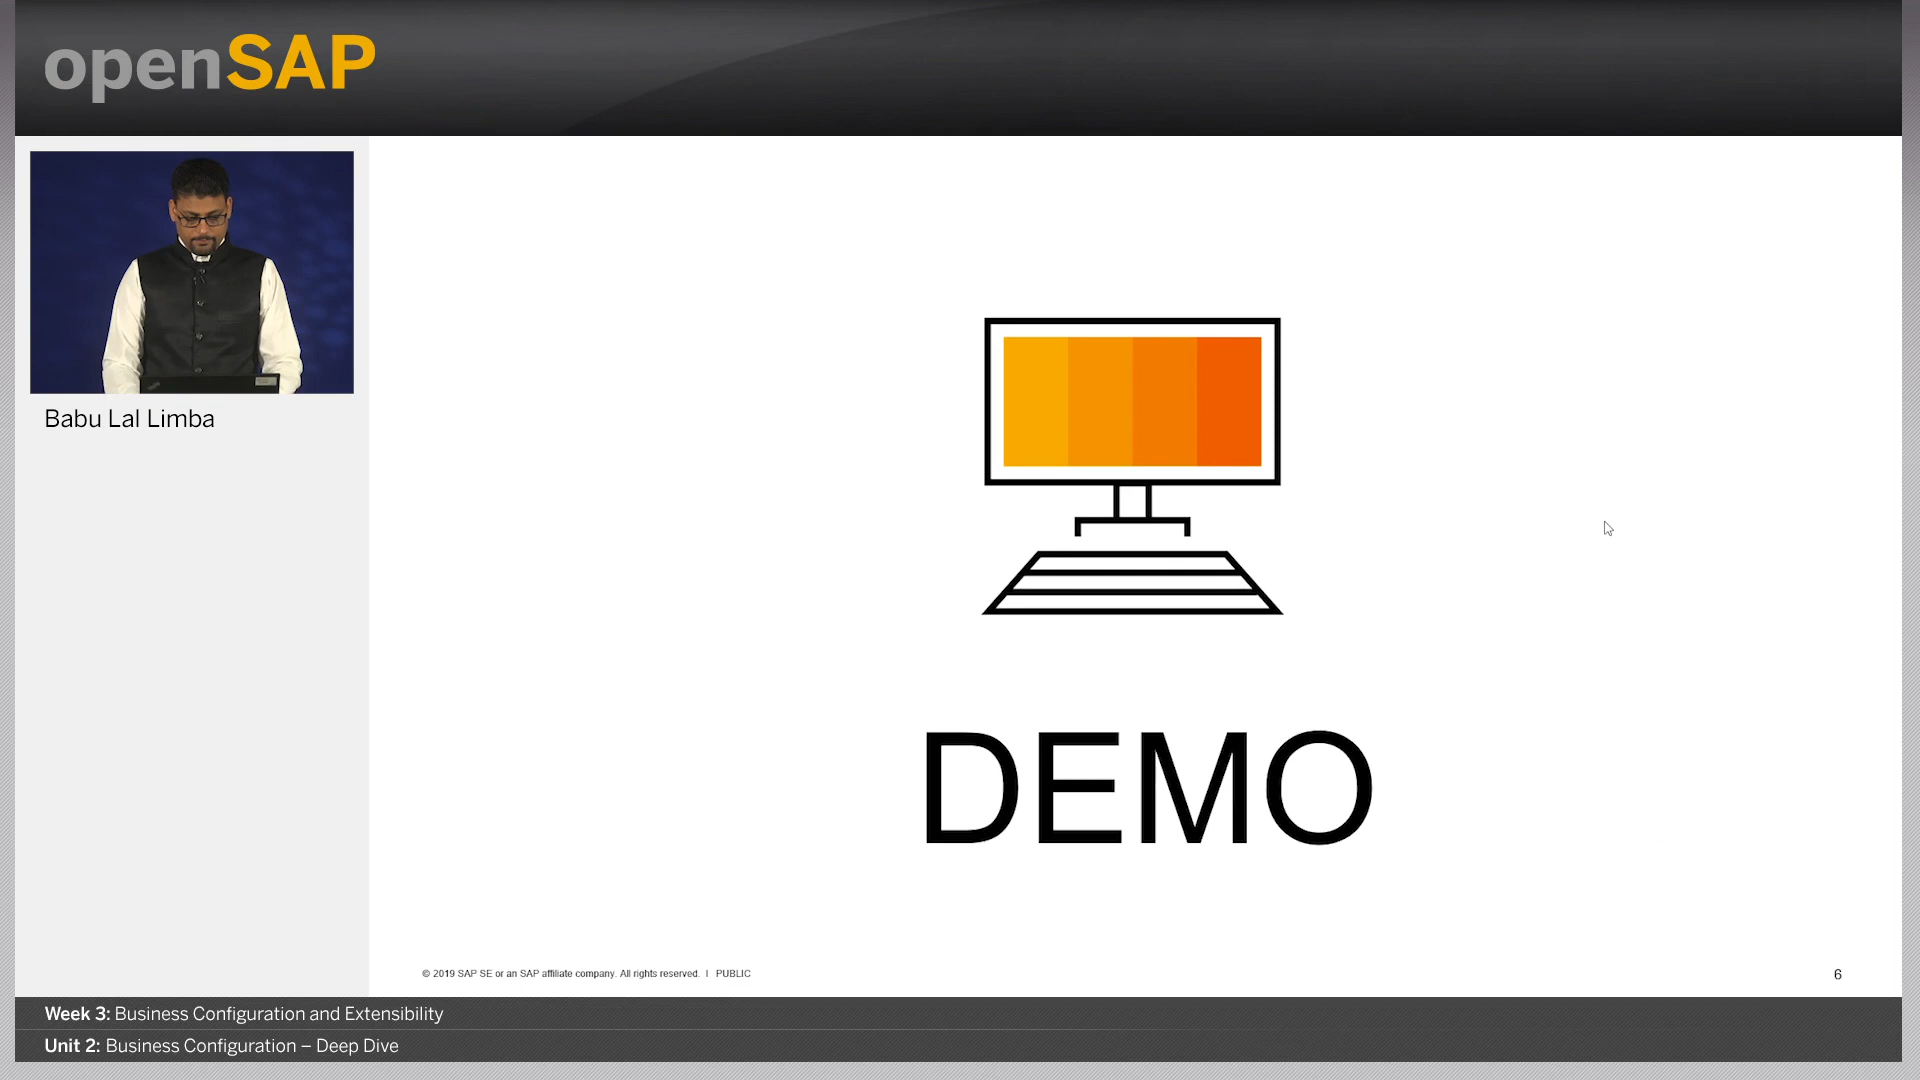 openSAP
Babu Lal Limba
DEMO
© 2019 SAP SE or an SAP affiliate company. All rights reserved. I PUBLIC
6
Week 3: Business Configuration and Extensibility
Unit 2: Business Configuration – Deep Dive